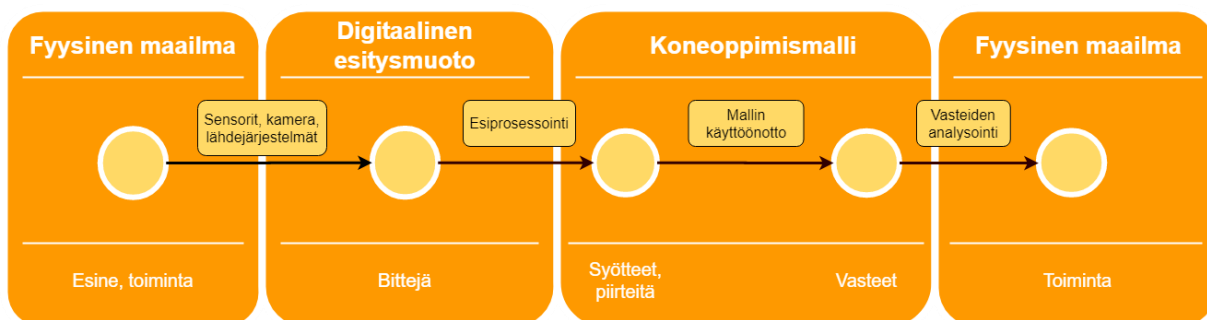 Fyysinen maailma
Digitaalinen
esitysmuoto
Koneoppimismalli
Fyysinen maailma
Sensorit, kamera,
lähdejärjestelmät
Esiprosessointi
Mallin
käyttöönotto
Vasteiden
analysointi
Esine, toiminta
Bittejä
Syötteet,
piirteitä
Vasteet
Toiminta